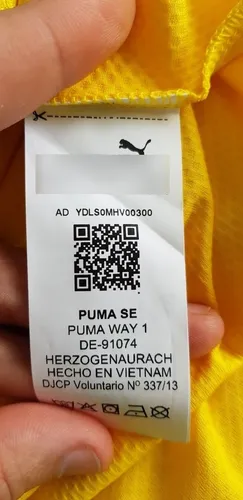 AD YDLS0MHV00300
PUMA SE
PUMA WAY 1
DE-91074
HERZOGENAURACH
HECHO EN VIETNAM
DJCP Voluntario Nº 337/13